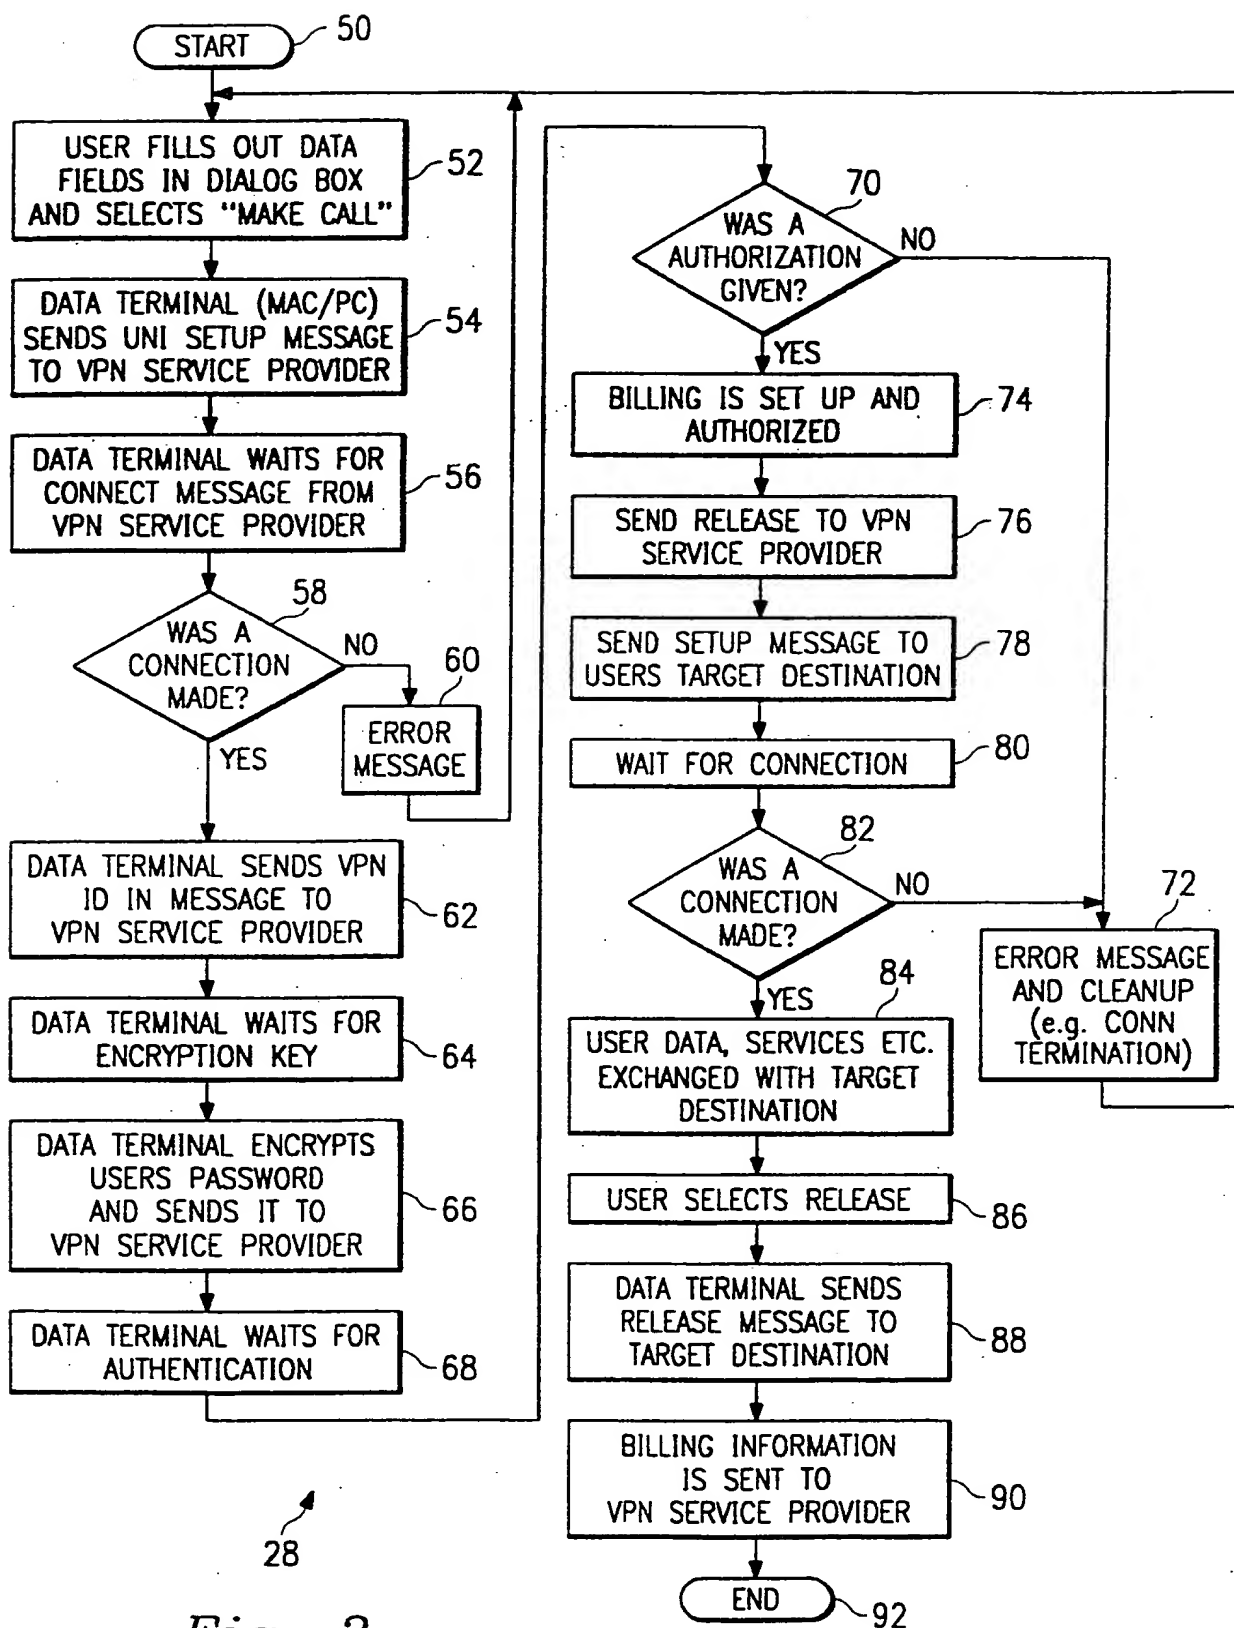 START
50
USER FILLS OUT DATA
FIELDS IN DIALOG BOX
AND SELECTS “MAKE CALL”
52
DATA TERMINAL (MAC/PC)
SENDS UNI SETUP MESSAGE
TO VPN SERVICE PROVIDER
54
DATA TERMINAL WAITS FOR
CONNECT MESSAGE FROM
VPN SERVICE PROVIDER
56
58
WAS A
CONNECTION
MADE?
NO
YES
60
ERROR
MESSAGE
DATA TERMINAL SENDS VPN
ID IN MESSAGE TO
VPN SERVICE PROVIDER
62
DATA TERMINAL WAITS FOR
ENCRYPTION KEY
64
DATA TERMINAL ENCRYPTS
USERS PASSWORD
AND SENDS IT TO
VPN SERVICE PROVIDER
66
DATA TERMINAL WAITS FOR
AUTHENTICATION
68
70
WAS A
AUTHORIZATION
GIVEN?
NO
YES
BILLING IS SET UP AND
AUTHORIZED
74
SEND RELEASE TO VPN
SERVICE PROVIDER
76
SEND SETUP MESSAGE TO
USERS TARGET DESTINATION
78
WAIT FOR CONNECTION
80
82
WAS A
CONNECTION
MADE?
NO
YES
72
ERROR MESSAGE
AND CLEANUP
(e.g. CONN
TERMINATION)
84
USER DATA, SERVICES ETC.
EXCHANGED WITH TARGET
DESTINATION
USER SELECTS RELEASE
86
DATA TERMINAL SENDS
RELEASE MESSAGE TO
TARGET DESTINATION
88
BILLING INFORMATION
IS SENT TO
VPN SERVICE PROVIDER
90
END
92
28